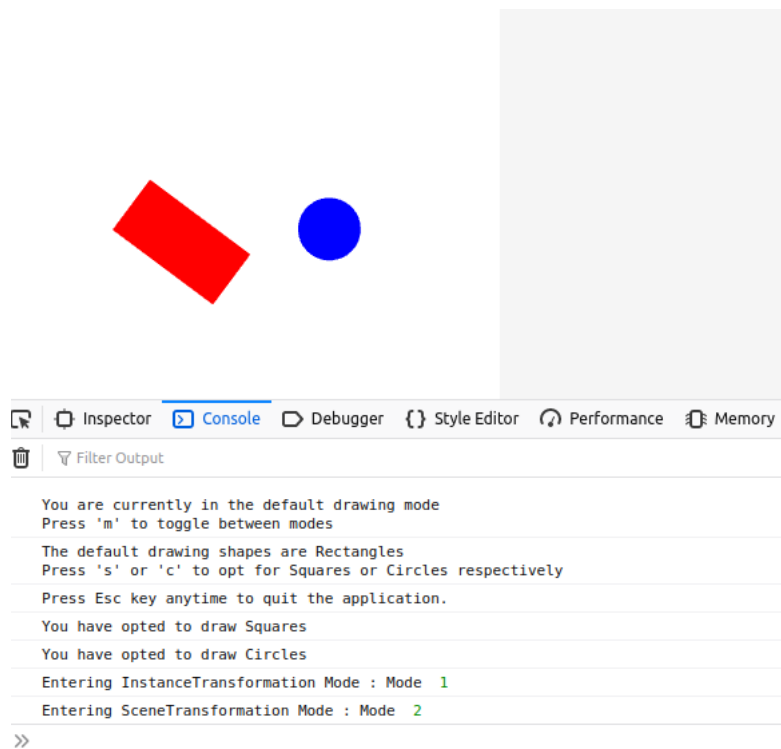 Inspector Console Debugger {} Style Editor Performance Memory
Filter Output
You are currently in the default drawing mode
Press 'm' to toggle between modes
The default drawing shapes are Rectangles
Press 's' or 'c' to opt for Squares or Circles respectively
Press Esc key anytime to quit the application.
You have opted to draw Squares
You have opted to draw Circles
Entering InstanceTransformation Mode : Mode 1
Entering SceneTransformation Mode : Mode 2
»